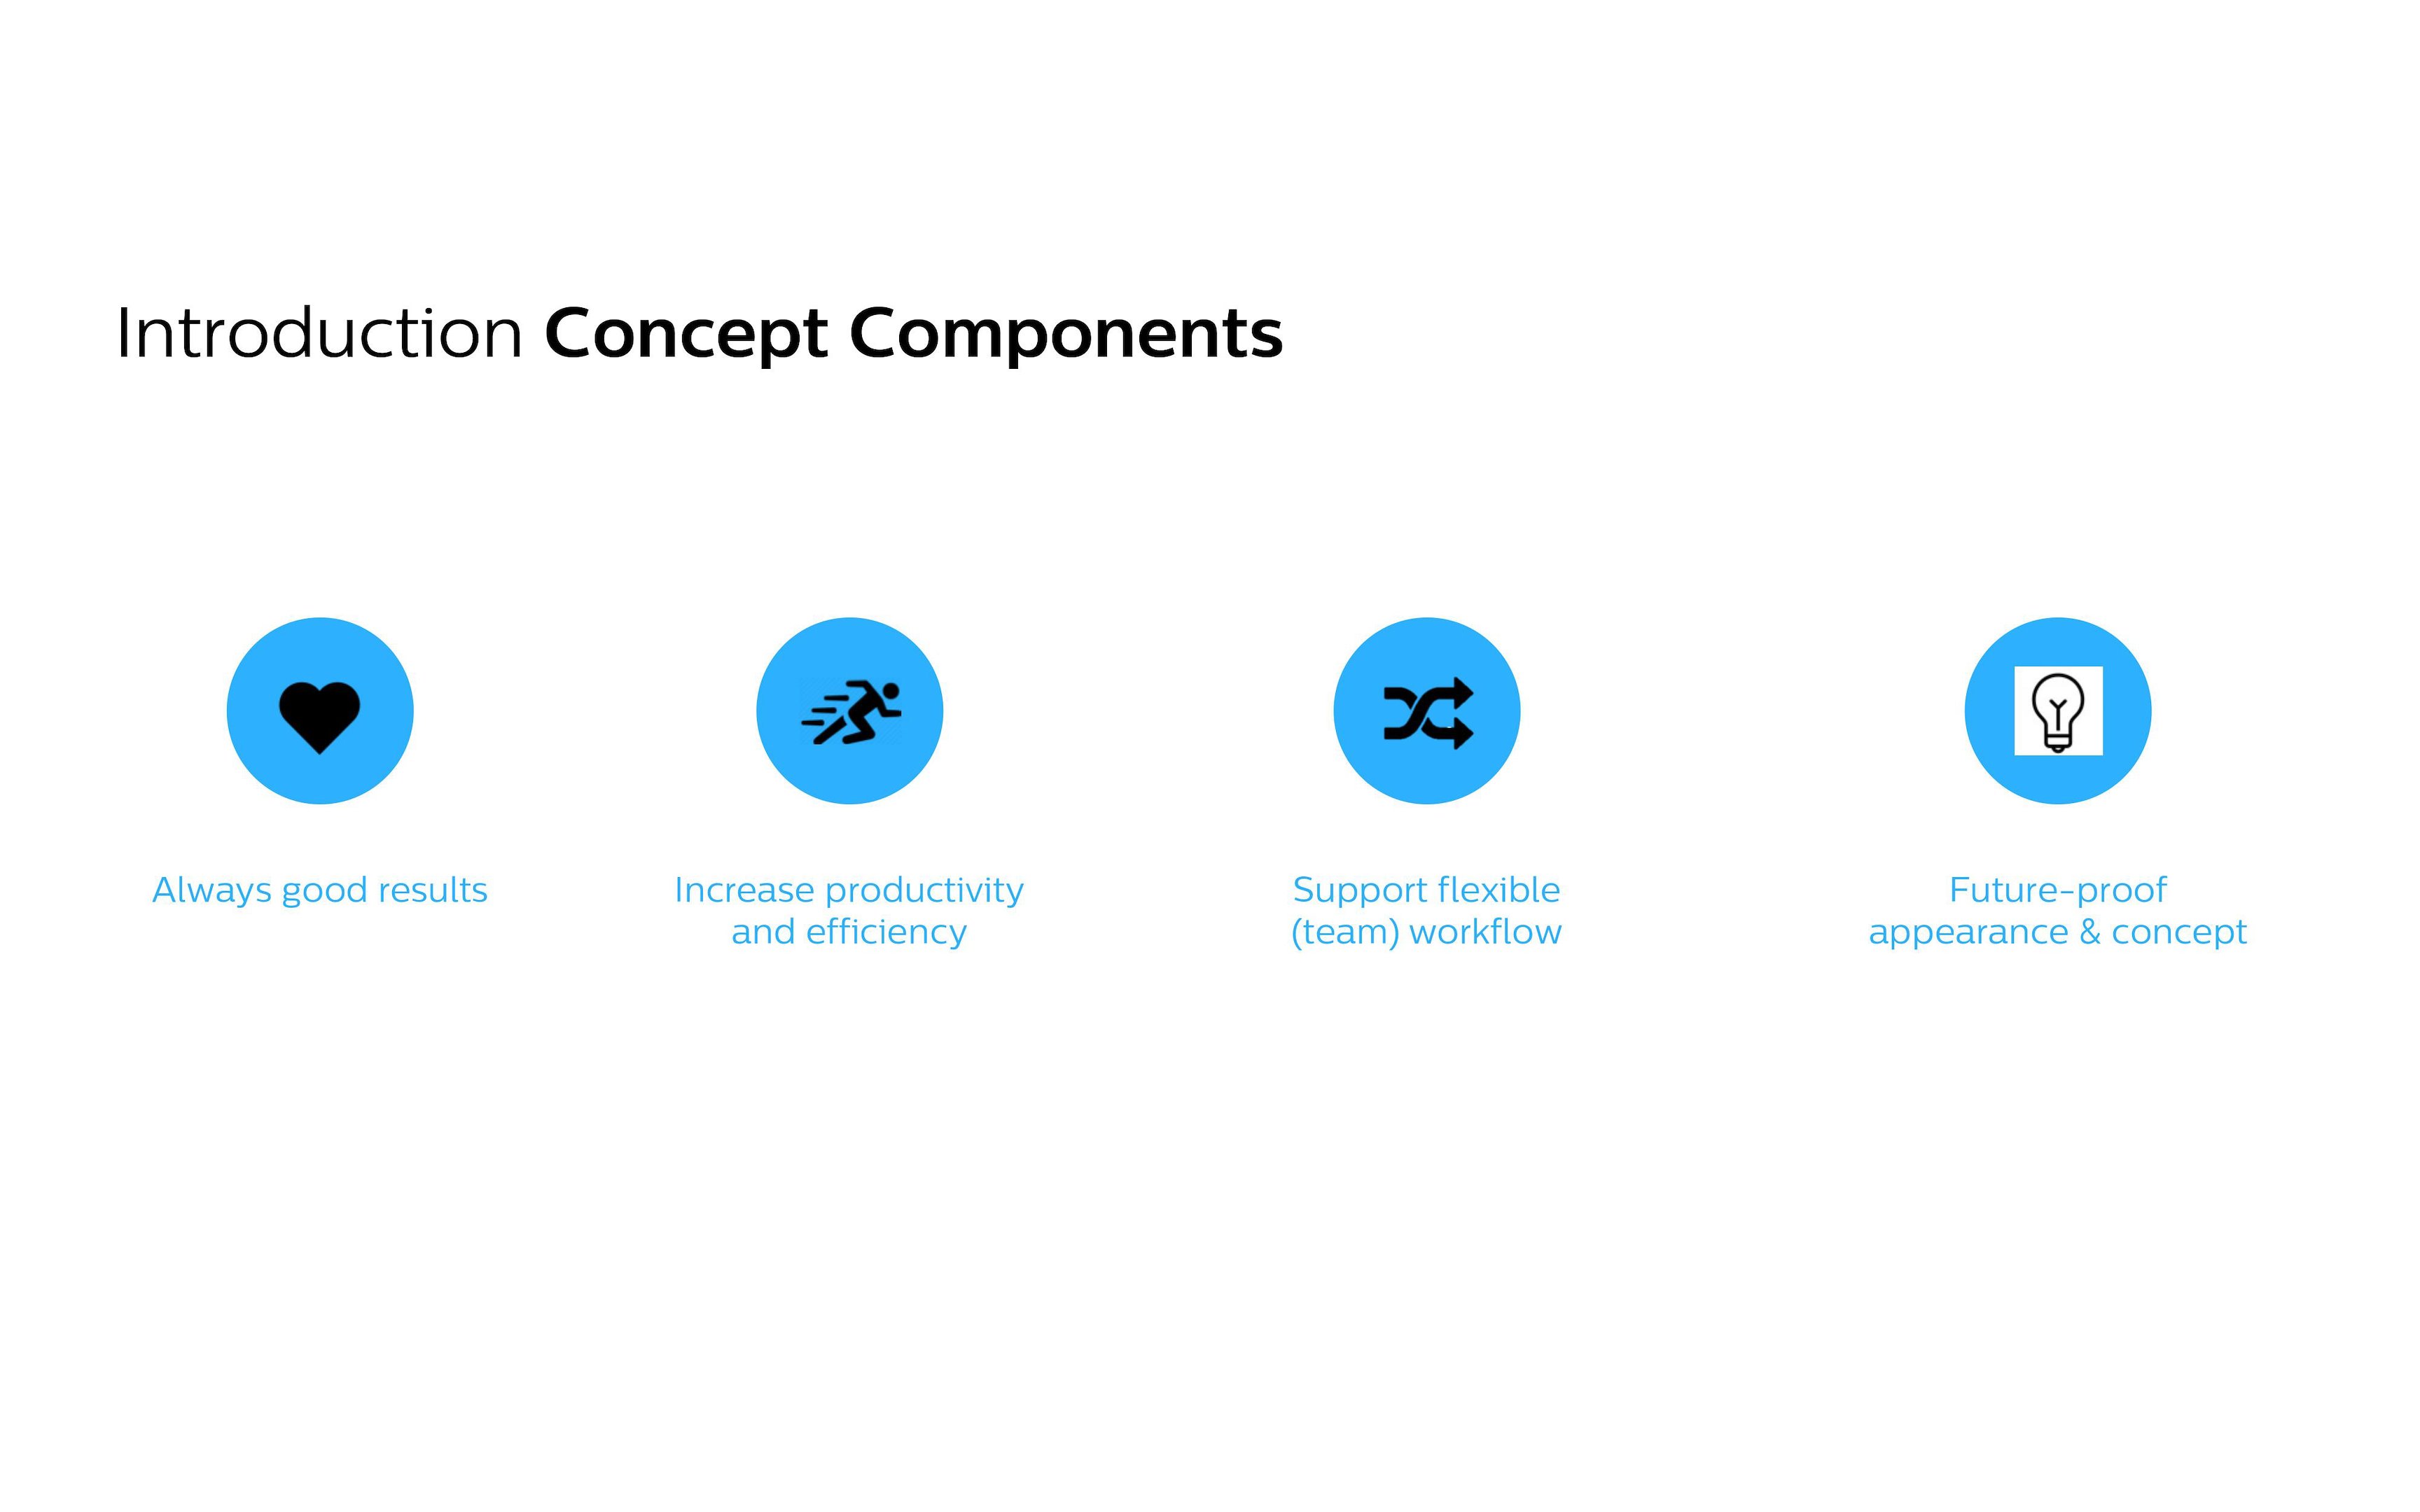 Introduction Concept Components
Always good results
Increase productivity
and efficiency
Support flexible
(team) workflow
Future-proof
appearance & concept